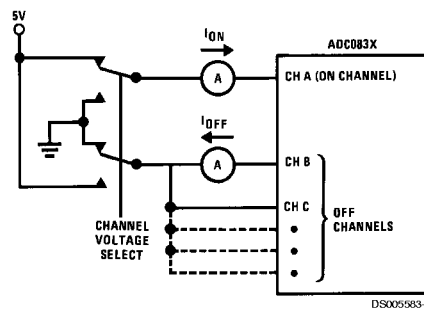 5V
ION
ADC083X
A
CH A (ON CHANNEL)
IOFF
A
CH B
CH C
OFF
CHANNELS
CHANNEL
VOLTAGE
SELECT
DS005583-